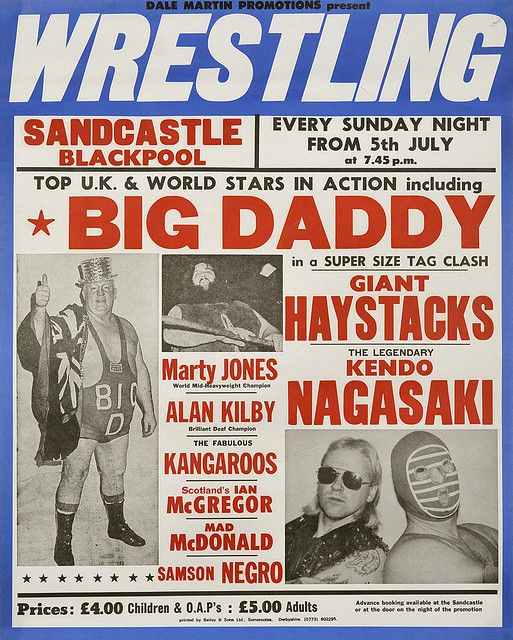 DALE MARTIN PROMOTIONS present
WRESTLING
SANDCASTLE
BLACKPOOL
EVERY SUNDAY NIGHT
FROM 5th JULY
at 7.45 p.m.
TOP U.K. & WORLD STARS IN ACTION including
★ BIG DADDY
in a SUPER SIZE TAG CLASH
GIANT
HAYSTACKS
THE LEGENDARY
KENDO
NAGASAKI
BIG
D
Marty JONES
World Mid-Heavyweight Champion
ALAN KILBY
Brilliant Deaf Champion
THE FABULOUS
KANGAROOS
Scotland's IAN
McGREGOR
MAD
McDONALD
SAMSON NEGRO
Prices: £4.00 Children & O.A.P's : £5.00 Adults
Advance booking available at the Sandcastle
or at the door on the night of the promotion
printed by Bailey & Sons Ltd., Somercotes, Derbyshire. (0773) 602291.